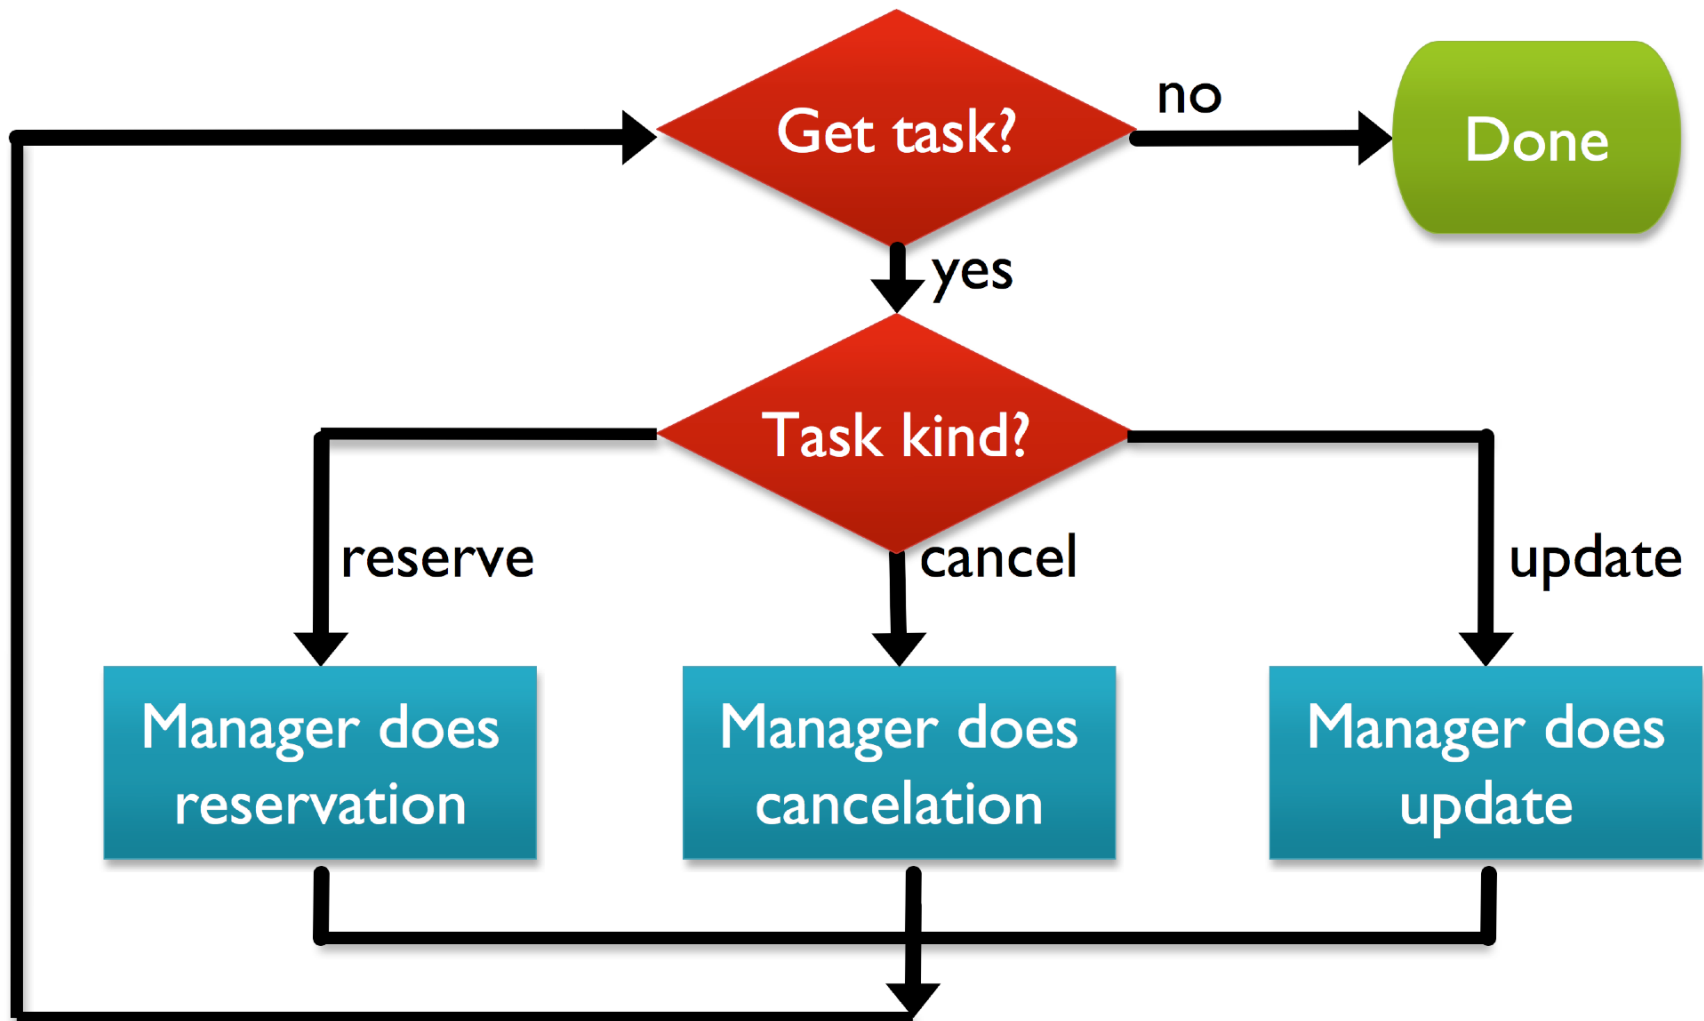 Get task?
no
Done
yes
Task kind?
reserve
cancel
update
Manager does
reservation
Manager does
cancelation
Manager does
update